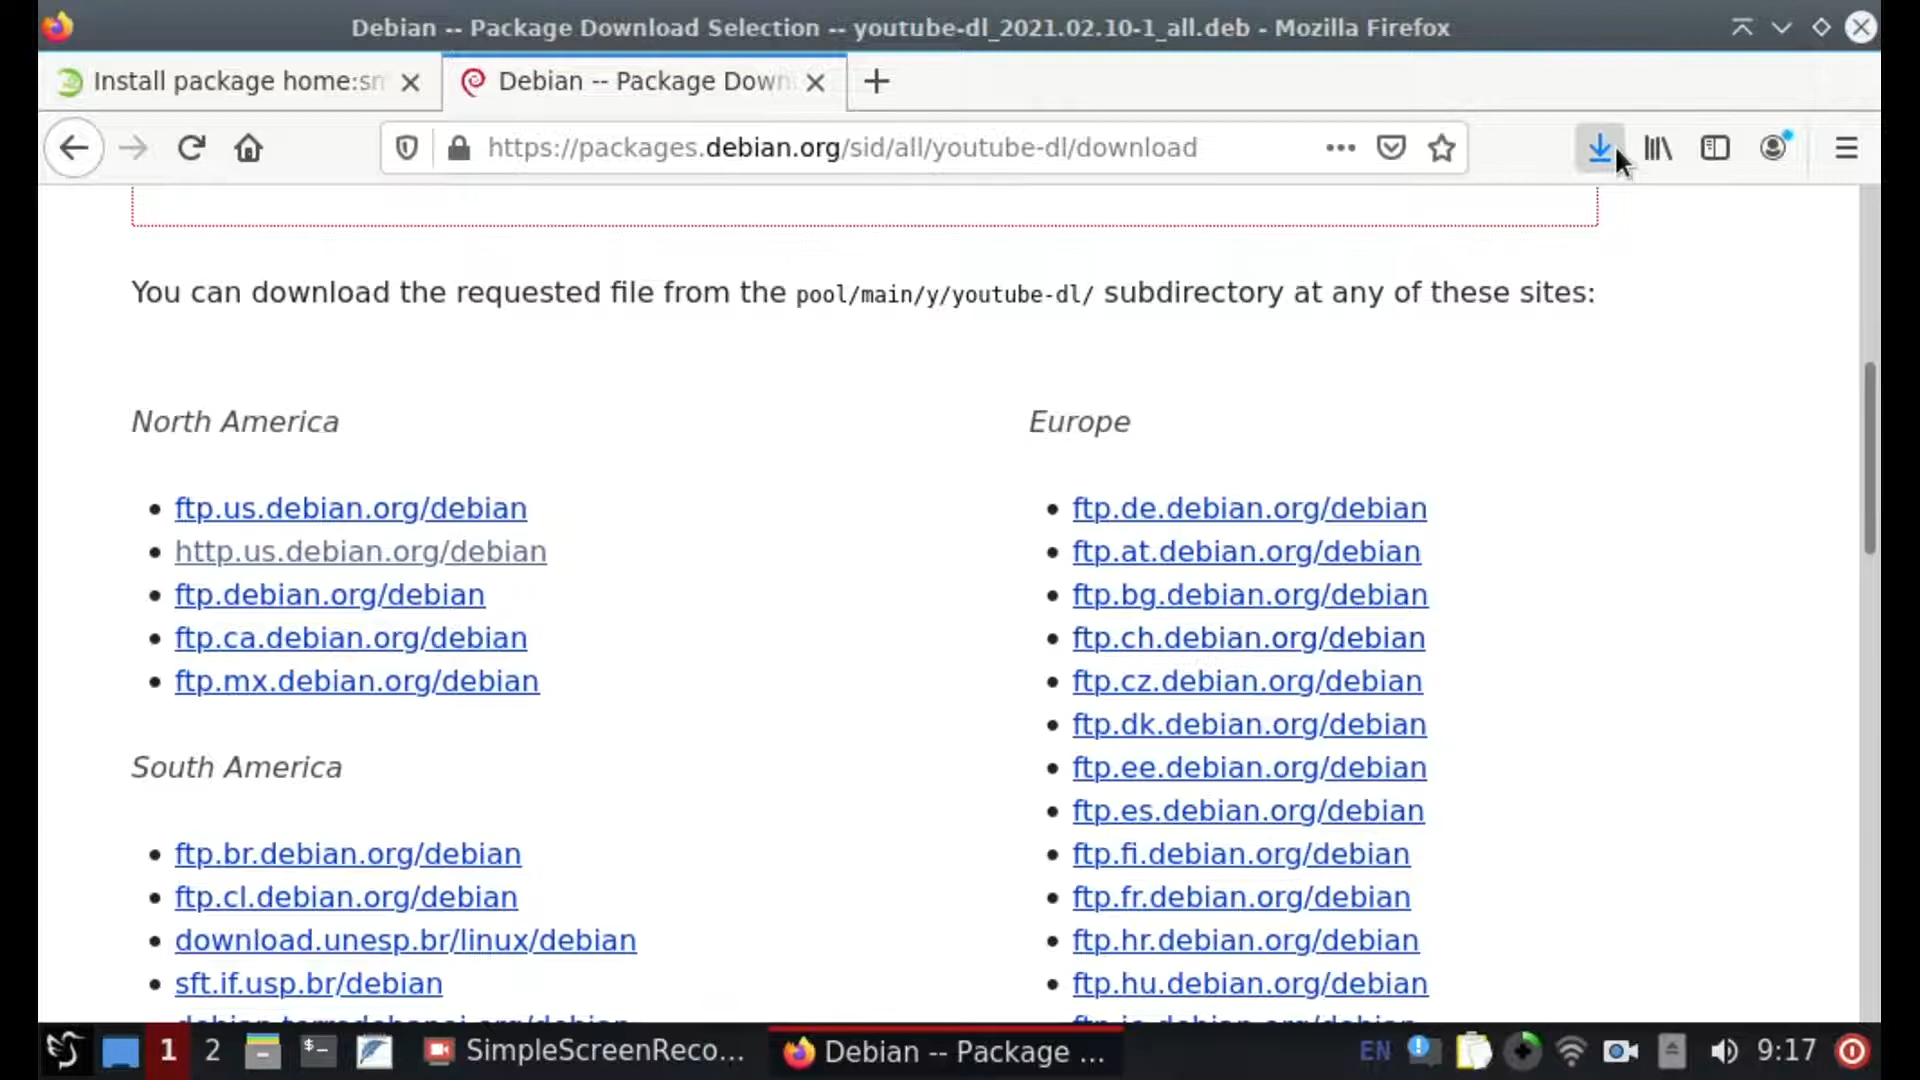 Debian -- Package Download Selection -- youtube-dl_2021.02.10-1_all.deb - Mozilla Firefox
Install package home:sm
Debian -- Package Down
https://packages.debian.org/sid/all/youtube-dl/download
You can download the requested file from the pool/main/y/youtube-dl/ subdirectory at any of these sites:
North America
ftp.us.debian.org/debian
http.us.debian.org/debian
ftp.debian.org/debian
ftp.ca.debian.org/debian
ftp.mx.debian.org/debian
South America
ftp.br.debian.org/debian
ftp.cl.debian.org/debian
download.unesp.br/linux/debian
sft.if.usp.br/debian
Europe
ftp.de.debian.org/debian
ftp.at.debian.org/debian
ftp.bg.debian.org/debian
ftp.ch.debian.org/debian
ftp.cz.debian.org/debian
ftp.dk.debian.org/debian
ftp.ee.debian.org/debian
ftp.es.debian.org/debian
ftp.fi.debian.org/debian
ftp.fr.debian.org/debian
ftp.hr.debian.org/debian
ftp.hu.debian.org/debian
1 2 $- SimpleScreenReco... Debian -- Package ... EN 9:17